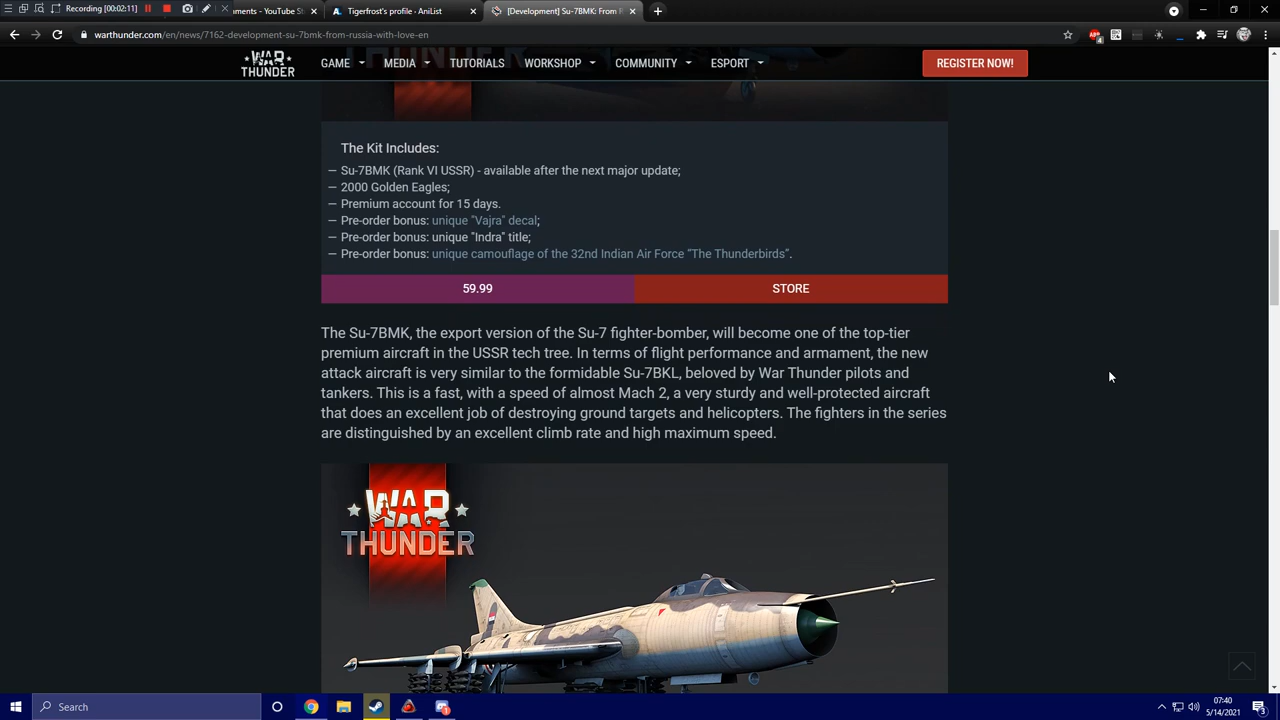 Recording [00:02:11]
uments - YouTube St
Tigerfrost's profile · AniList
[Development] Su-7BMK: From R
warthunder.com/en/news/7162-development-su-7bmk-from-russia-with-love-en
WAR THUNDER
GAME
MEDIA
TUTORIALS
WORKSHOP
COMMUNITY
ESPORT
REGISTER NOW!
The Kit Includes:
— Su-7BMK (Rank VI USSR) - available after the next major update;
— 2000 Golden Eagles;
— Premium account for 15 days.
— Pre-order bonus: unique "Vajra" decal;
— Pre-order bonus: unique "Indra" title;
— Pre-order bonus: unique camouflage of the 32nd Indian Air Force “The Thunderbirds”.
59.99
STORE
The Su-7BMK, the export version of the Su-7 fighter-bomber, will become one of the top-tier
premium aircraft in the USSR tech tree. In terms of flight performance and armament, the new
attack aircraft is very similar to the formidable Su-7BKL, beloved by War Thunder pilots and
tankers. This is a fast, with a speed of almost Mach 2, a very sturdy and well-protected aircraft
that does an excellent job of destroying ground targets and helicopters. The fighters in the series
are distinguished by an excellent climb rate and high maximum speed.
WAR
THUNDER
Search
07:40
5/14/2021